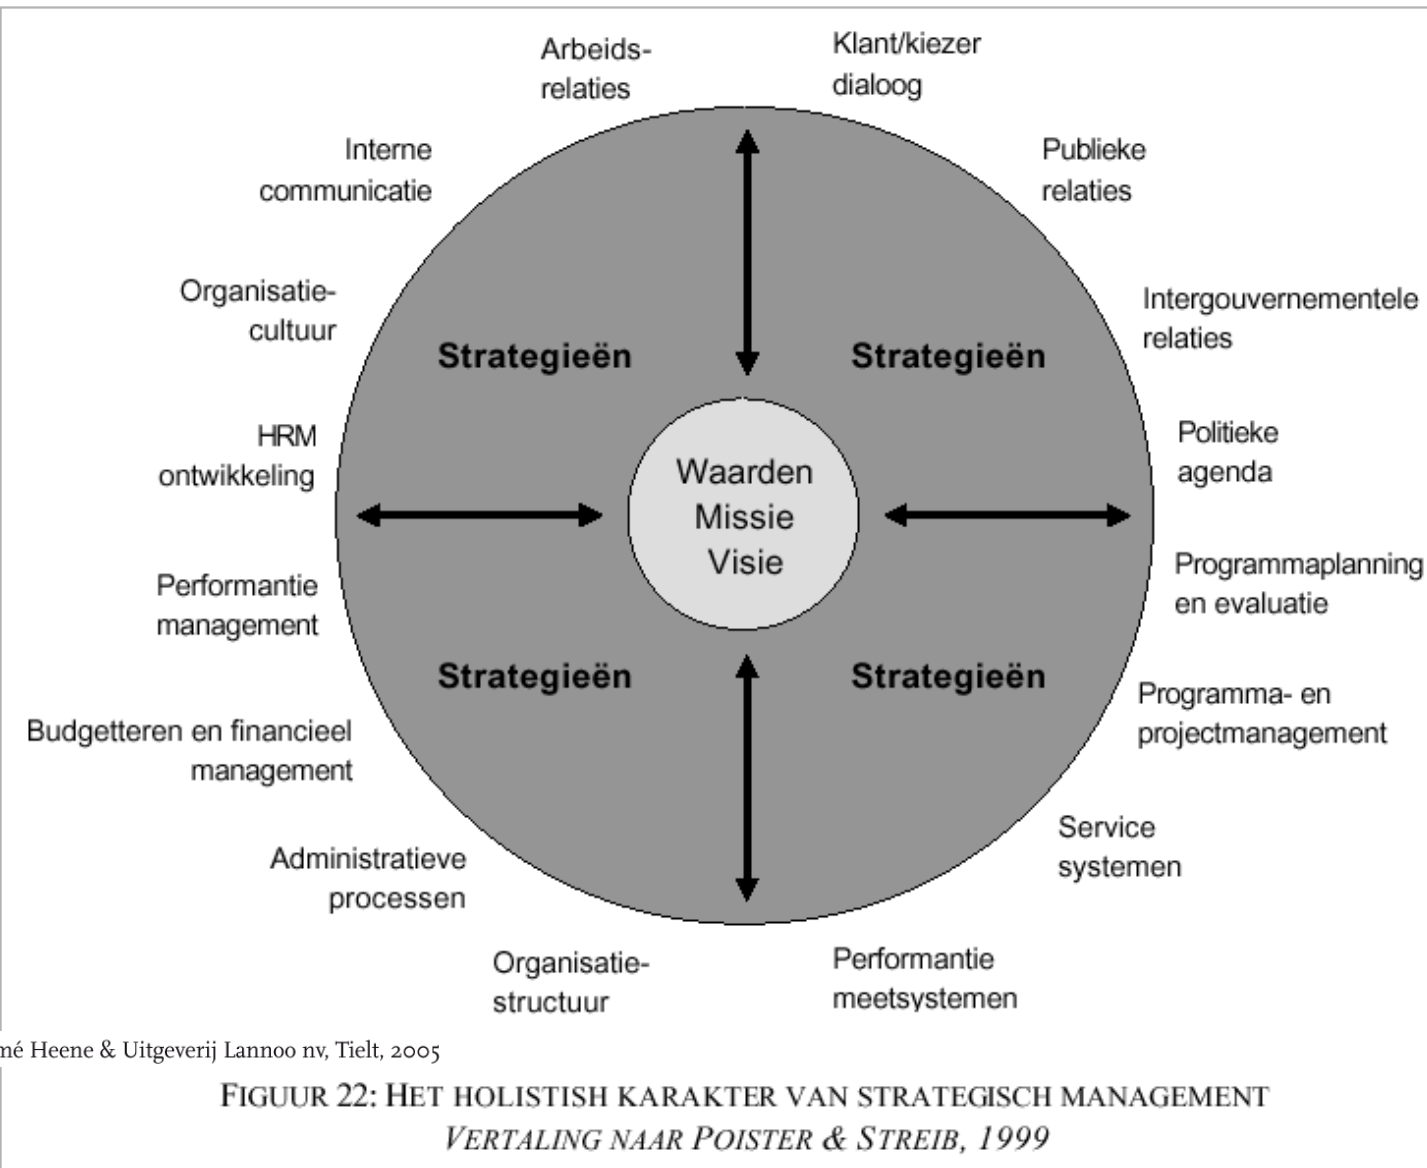 Arbeids-
relaties
Klant/kiezer
dialoog
Interne
communicatie
Publieke
relaties
Organisatie-
cultuur
Intergouvernementele
relaties
Strategieën
Strategieën
HRM
ontwikkeling
Waarden
Missie
Visie
Politieke
agenda
Performantie
management
Programmaplanning
en evaluatie
Strategieën
Strategieën
Budgetteren en financieel
management
Programma- en
projectmanagement
Administratieve
processen
Service
systemen
Organisatie-
structuur
Performantie
meetsystemen
mé Heene & Uitgeverij Lannoo nv, Tielt, 2005
FIGUUR 22: HET HOLISTISH KARAKTER VAN STRATEGISCH MANAGEMENT
VERTALING NAAR POISTER & STREIB, 1999